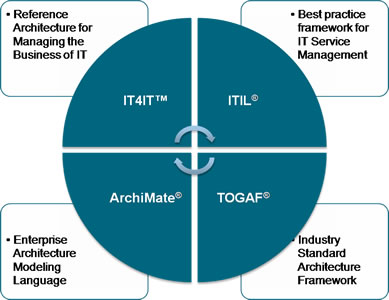 • Reference
Architecture for
Managing the
Business of IT
• Best practice
framework for
IT Service
Management
IT4IT™
ITIL®
ArchiMate®
TOGAF®
• Enterprise
Architecture
Modeling
Language
• Industry
Standard
Architecture
Framework